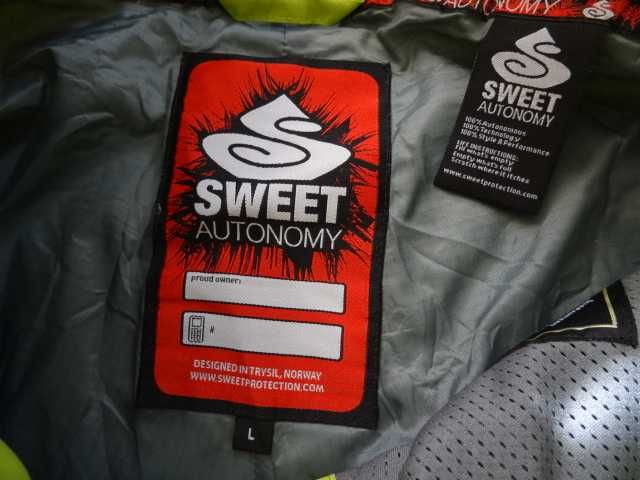 AUTONOMY
SWEET
AUTONOMY
proud owner:
#
DESIGNED IN TRYSIL, NORWAY
WWW.SWEETPROTECTION.COM
L
SWEET
AUTONOMY
100% Autonomous
100% Technology
100% Style & Performance
LIFE INSTRUCTIONS:
Fill what's empty
Empty what's full
Scratch where it itches
www.sweetprotection.com